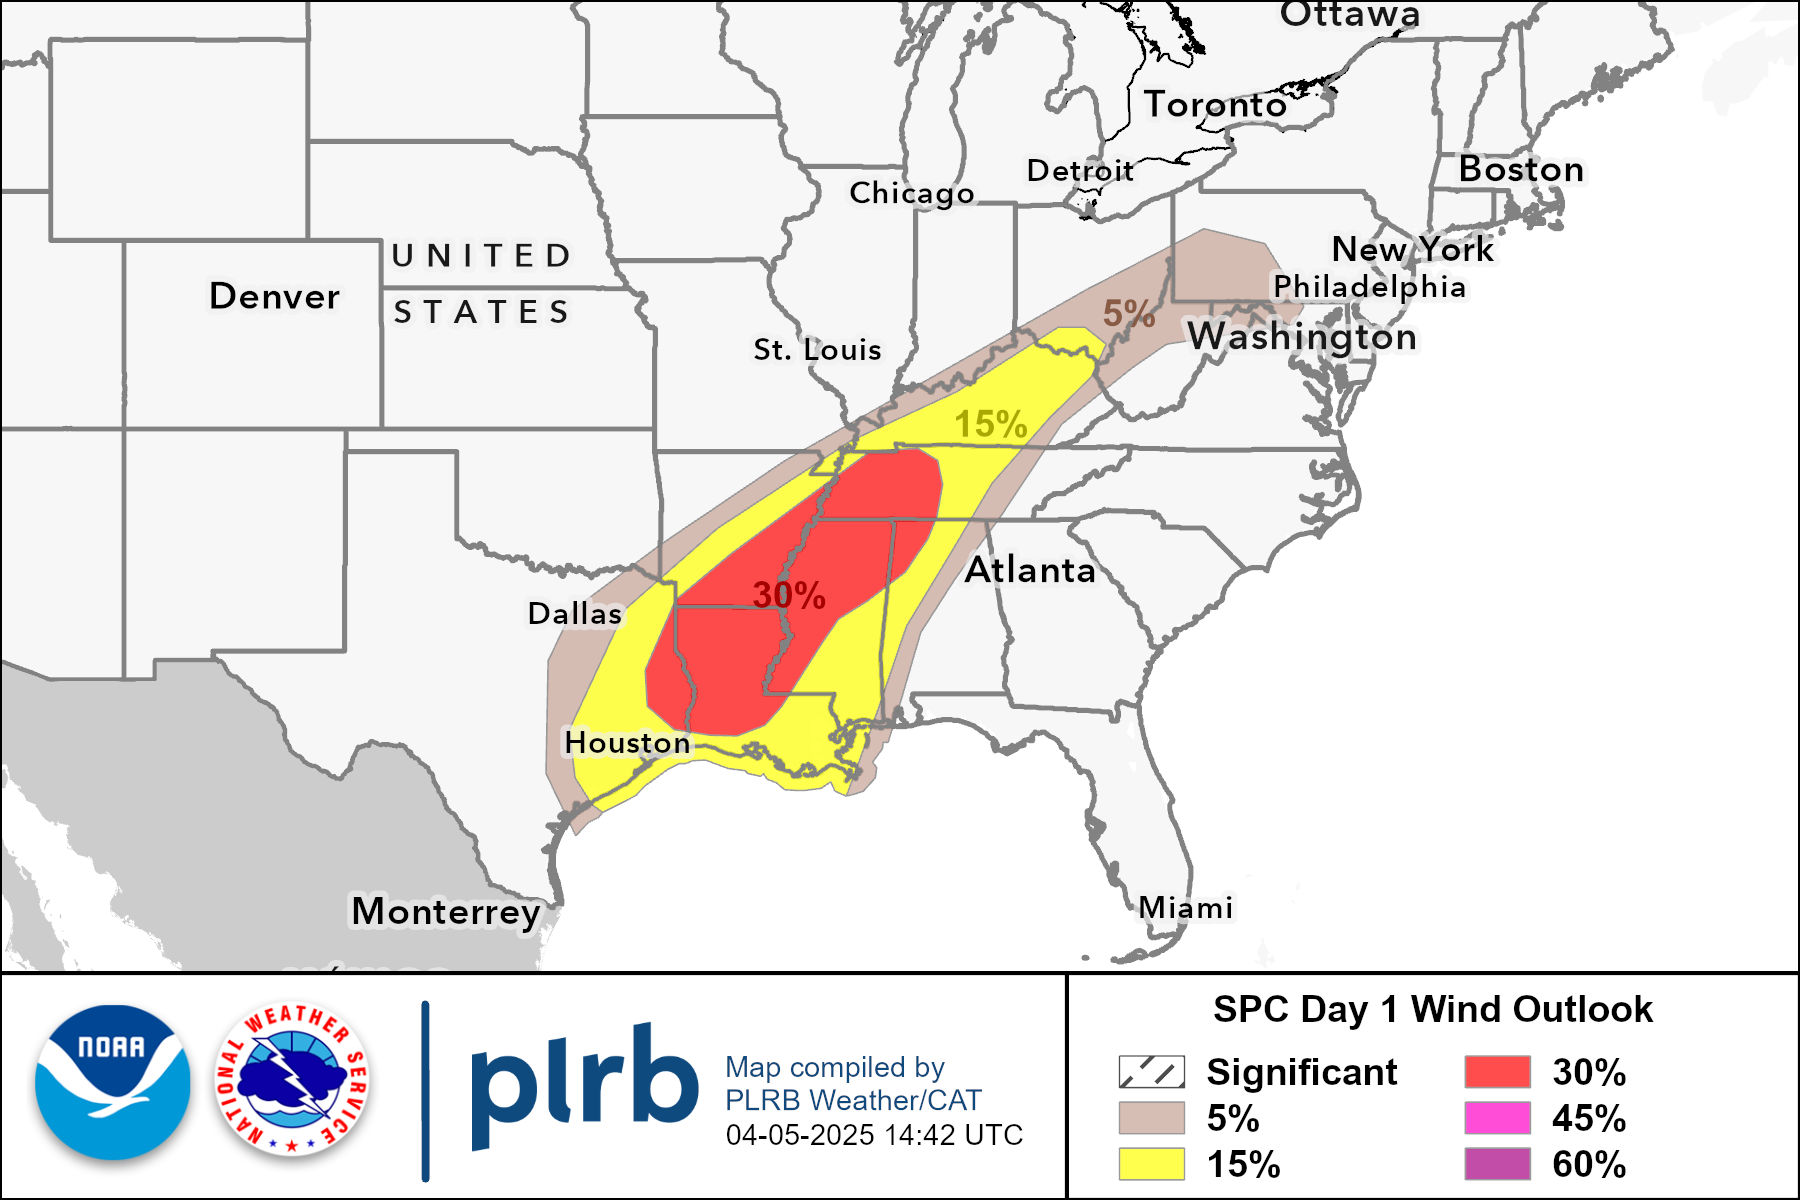 Ottawa
Toronto
Detroit
Boston
Chicago
New York
UNITED
Philadelphia
Denver
STATES
5%
Washington
St. Louis
15%
Atlanta
30%
Dallas
Houston
Miami
Monterrey
NOAA
NATIONAL WEATHER SERVICE
plrb
Map compiled by
PLRB Weather/CAT
04-05-2025 14:42 UTC
SPC Day 1 Wind Outlook
Significant
5%
15%
30%
45%
60%